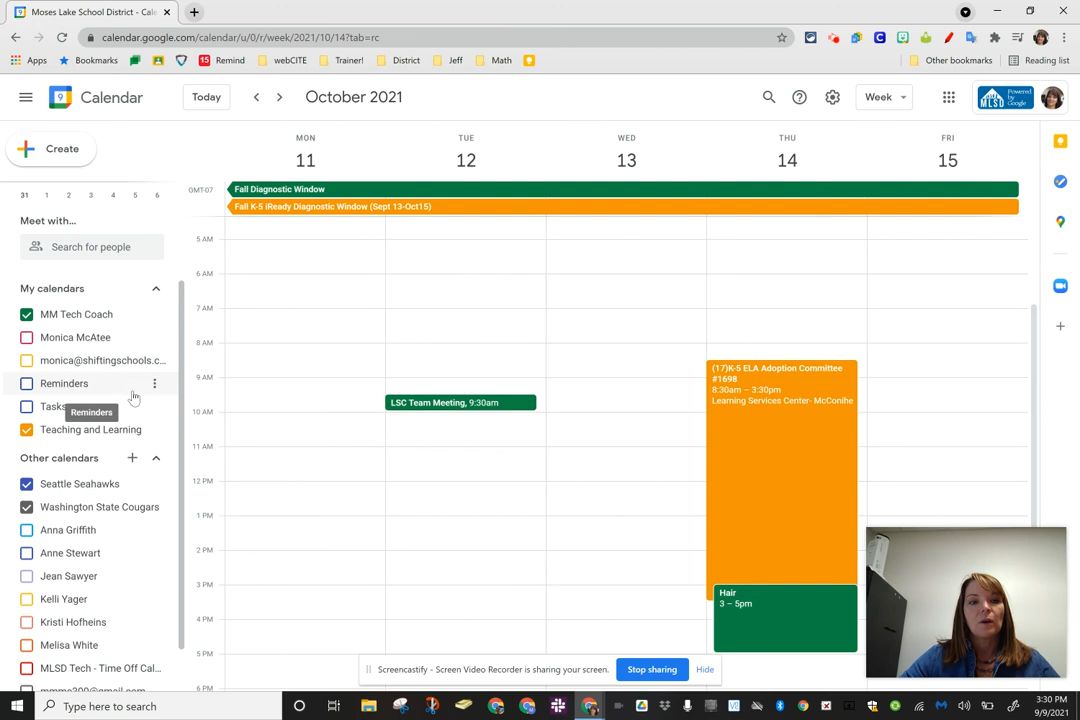 Moses Lake School District - Cale
calendar.google.com/calendar/u/0/r/week/2021/10/14?tab=rc
Apps
Bookmarks
15
Remind
webCITE
Trainer!
District
Jeff
Math
Other bookmarks
Reading list
9
Calendar
Today
October 2021
Week
MLSD
Powered by Google
Create
MON TUE WED THU FRI
11 12 13 14 15
31 1 2 3 4 5 6
GMT-07
Fall Diagnostic Window
Fall K-5 iReady Diagnostic Window (Sept 13-Oct15)
Meet with...
Search for people
My calendars
MM Tech Coach
Monica McAtee
monica@shiftingschools.c...
Reminders
Tasks
Reminders
Teaching and Learning
Other calendars
Seattle Seahawks
Washington State Cougars
Anna Griffith
Anne Stewart
Jean Sawyer
Kelli Yager
Kristi Hofheins
Melisa White
MLSD Tech - Time Off Cal...
5 AM
6 AM
7 AM
8 AM
9 AM
10 AM
11 AM
12 PM
1 PM
2 PM
3 PM
4 PM
5 PM
6 PM
LSC Team Meeting, 9:30am
(17)K-5 ELA Adoption Committee
#1698
8:30am – 3:30pm
Learning Services Center- McConihe
Hair
3 – 5pm
Screencastify - Screen Video Recorder is sharing your screen.
Stop sharing
Hide
Type here to search
3:30 PM
9/9/2021